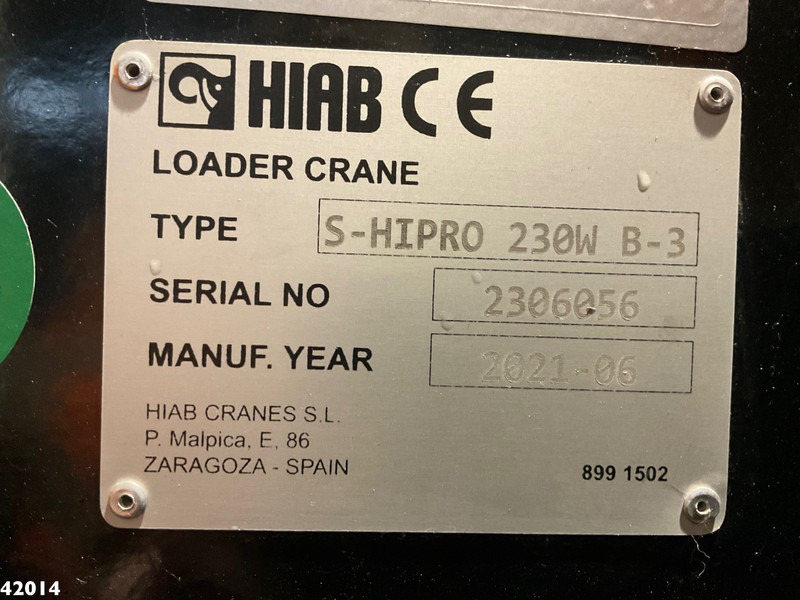 HIAB CE
LOADER CRANE
TYPE S-HIPRO 230W B-3
SERIAL NO 2306056
MANUF. YEAR 2021-06
HIAB CRANES S.L.
P. Malpica, E, 86
ZARAGOZA - SPAIN
899 1502
42014